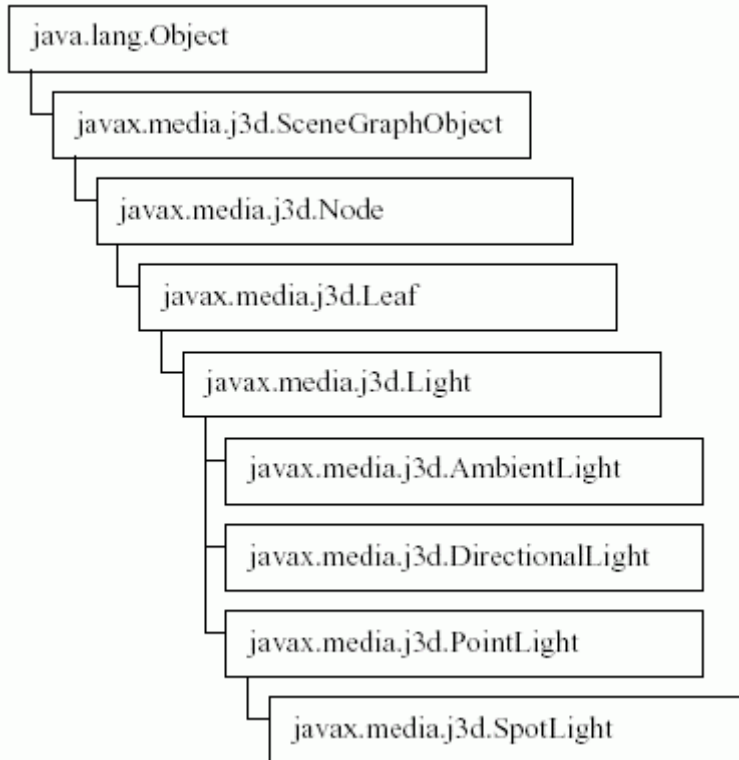 java.lang.Object
javax.media.j3d.SceneGraphObject
javax.media.j3d.Node
javax.media.j3d.Leaf
javax.media.j3d.Light
javax.media.j3d.AmbientLight
javax.media.j3d.DirectionalLight
javax.media.j3d.PointLight
javax.media.j3d.SpotLight